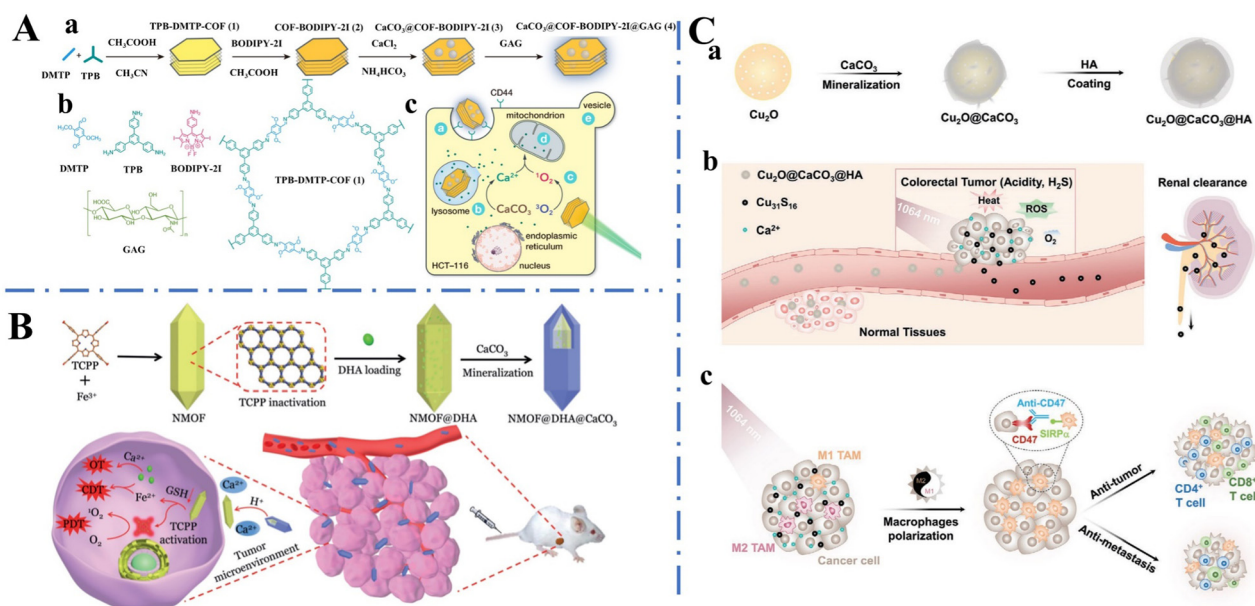 A
a
TPB-DMTP-COF (1)
COF-BODIPY-2I (2)
CaCO₃@COF-BODIPY-2I (3)
CaCO₃@COF-BODIPY-2I@GAG (4)
CH₃COOH
CH₃CN
BODIPY-2I
CH₃COOH
CaCl₂
NH₄HCO₃
GAG
DMTP
TPB
b
NH₂
H₂N
NH₂
NH₂
H₃CO
OCH₃
DMTP
TPB
BODIPY-2I
TPB-DMTP-COF (1)
GAG
c
CD44
vesicle
e
a
mitochondrion
d
Ca²⁺
¹O₂
c
lysosome
b
CaCO₃
³O₂
endoplasmic
reticulum
HCT-116
nucleus
B
TCPP
+
Fe³⁺
NMOF
TCPP inactivation
DHA loading
NMOF@DHA
CaCO₃
Mineralization
NMOF@DHA@CaCO₃
OT
Ca²⁺
CDT
Fe²⁺
GSH
¹O₂
PDT
O₂
TCPP
activation
Ca²⁺
H⁺
Ca²⁺
Tumor
microenvironment
C
a
Cu₂O
CaCO₃
Mineralization
Cu₂O@CaCO₃
HA
Coating
Cu₂O@CaCO₃@HA
b
Cu₂O@CaCO₃@HA
Cu₃₁S₁₆
Ca²⁺
Colorectal Tumor (Acidity, H₂S)
1064 nm
Heat
ROS
O₂
Normal Tissues
Renal clearance
c
1064 nm
M1 TAM
M2 TAM
Cancer cell
M2
M1
Macrophages
polarization
Anti-CD47
CD47
SIRPα
Anti-tumor
Anti-metastasis
CD4⁺
T cell
CD8⁺
T cell